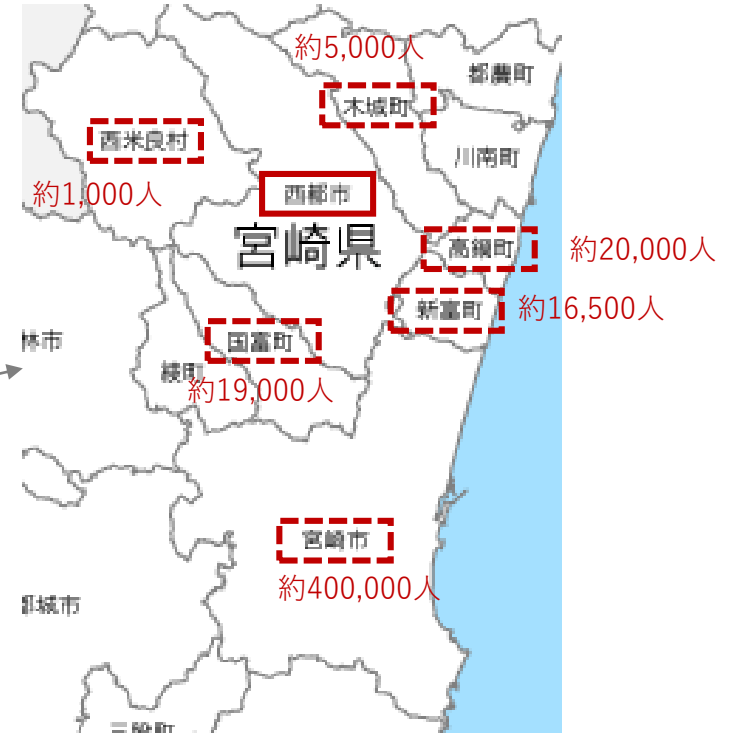 約5,000人
都農町
木城町
西米良村
川南町
約1,000人
西都市
宮崎県
高鍋町
約20,000人
新富町
約16,500人
林市
国富町
綾町
約19,000人
宮崎市
約400,000人
都城市
三股町